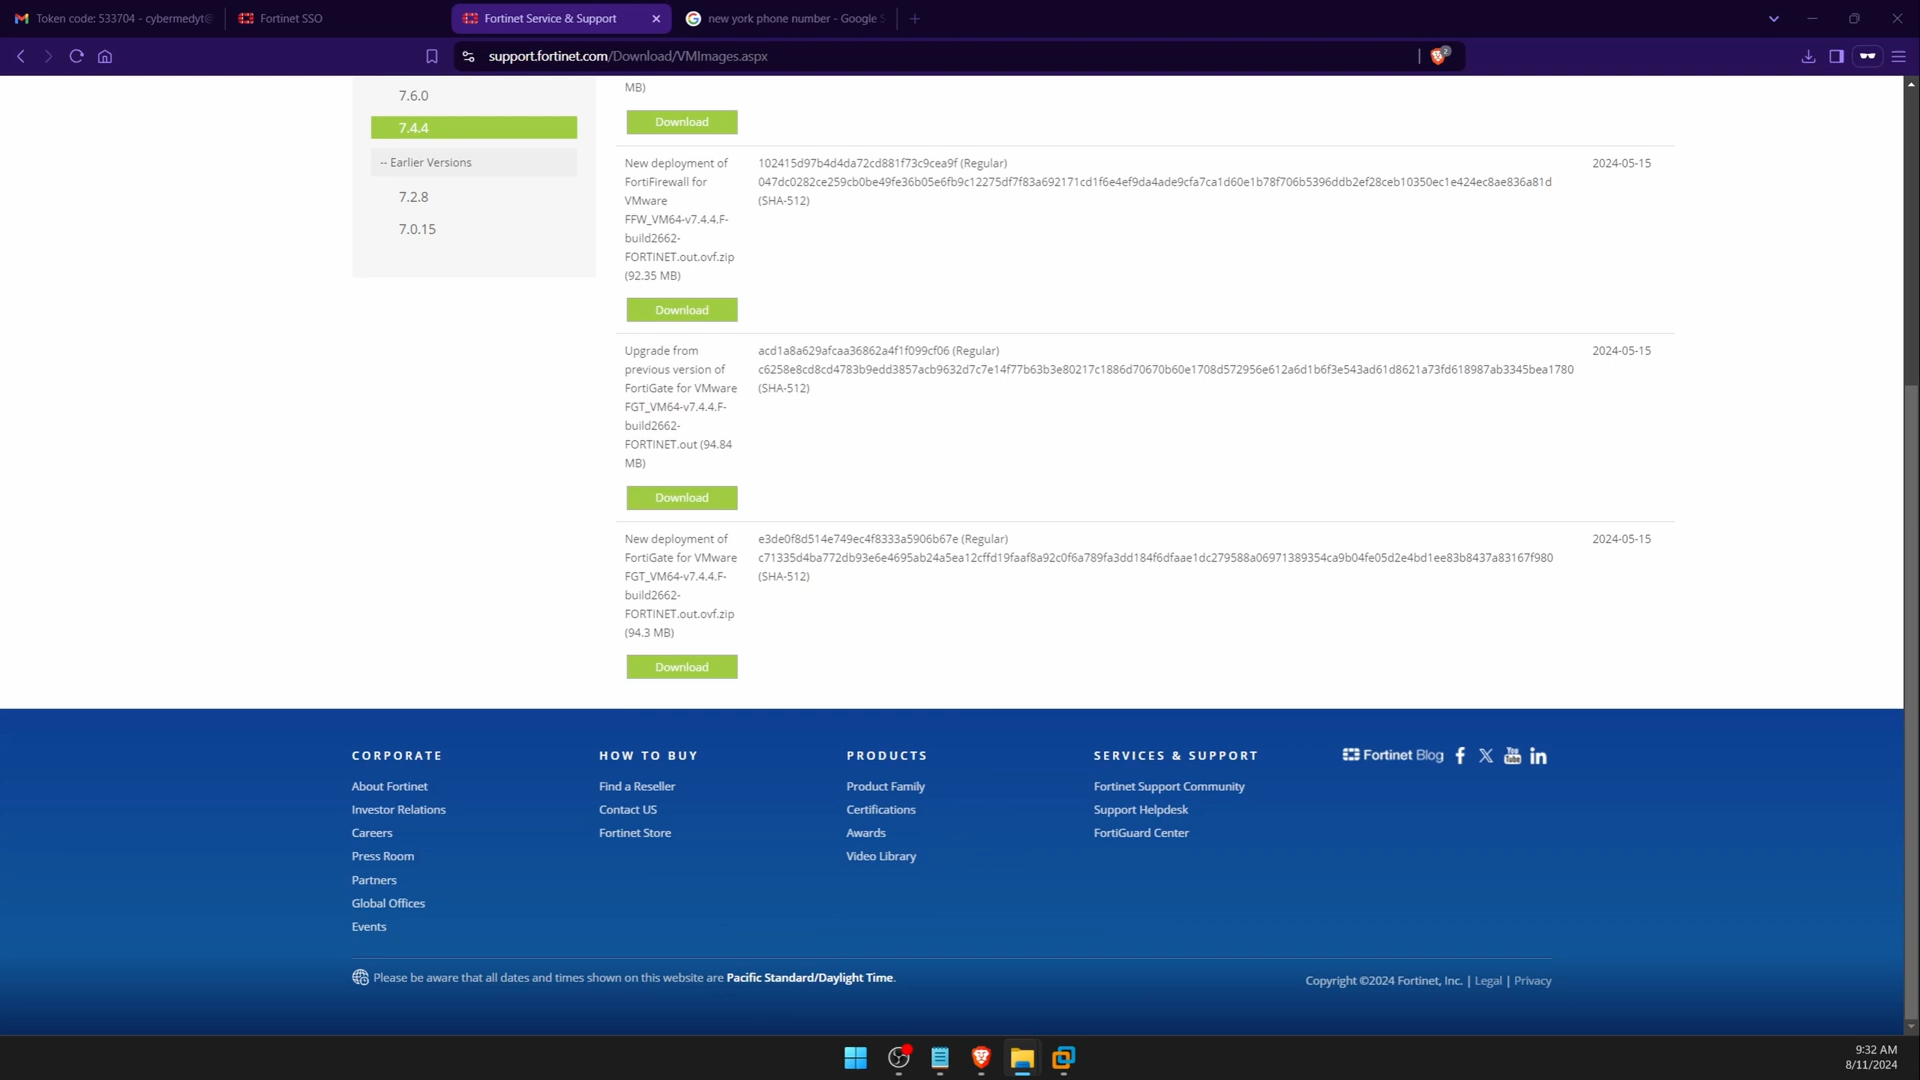 Token code: 533704 - cybermedyt@
Fortinet SSO
Fortinet Service & Support
new york phone number - Google S
support.fortinet.com/Download/VMImages.aspx
2
7.6.0
7.4.4
-- Earlier Versions
7.2.8
7.0.15
MB)
Download
New deployment of
FortiFirewall for
VMware
FFW_VM64-v7.4.4.F-
build2662-
FORTINET.out.ovf.zip
(92.35 MB)
102415d97b4d4da72cd881f73c9cea9f (Regular)
047dc0282ce259cb0be49fe36b05e6fb9c12275df7f83a692171cd1f6e4ef9da4ade9cfa7ca1d60e1b78f706b5396ddb2ef28ceb10350ec1e424ec8ae836a81d
(SHA-512)
2024-05-15
Download
Upgrade from
previous version of
FortiGate for VMware
FGT_VM64-v7.4.4.F-
build2662-
FORTINET.out (94.84
MB)
acd1a8a629afcaa36862a4f1f099cf06 (Regular)
c6258e8cd8cd4783b9edd3857acb9632d7c7e14f77b63b3e80217c1886d70670b60e1708d572956e612a6d1b6f3e543ad61d8621a73fd618987ab3345bea1780
(SHA-512)
2024-05-15
Download
New deployment of
FortiGate for VMware
FGT_VM64-v7.4.4.F-
build2662-
FORTINET.out.ovf.zip
(94.3 MB)
e3de0f8d514e749ec4f8333a5906b67e (Regular)
c71335d4ba772db93e6e4695ab24a5ea12cffd19faaf8a92c0f6a789fa3dd184f6dfaae1dc279588a06971389354ca9b04fe05d2e4bd1ee83b8437a83167f980
(SHA-512)
2024-05-15
Download
CORPORATE
About Fortinet
Investor Relations
Careers
Press Room
Partners
Global Offices
Events
HOW TO BUY
Find a Reseller
Contact US
Fortinet Store
PRODUCTS
Product Family
Certifications
Awards
Video Library
SERVICES & SUPPORT
Fortinet Support Community
Support Helpdesk
FortiGuard Center
Fortinet Blog
You Tube
Please be aware that all dates and times shown on this website are Pacific Standard/Daylight Time.
Copyright ©2024 Fortinet, Inc. | Legal | Privacy
9:32 AM
8/11/2024